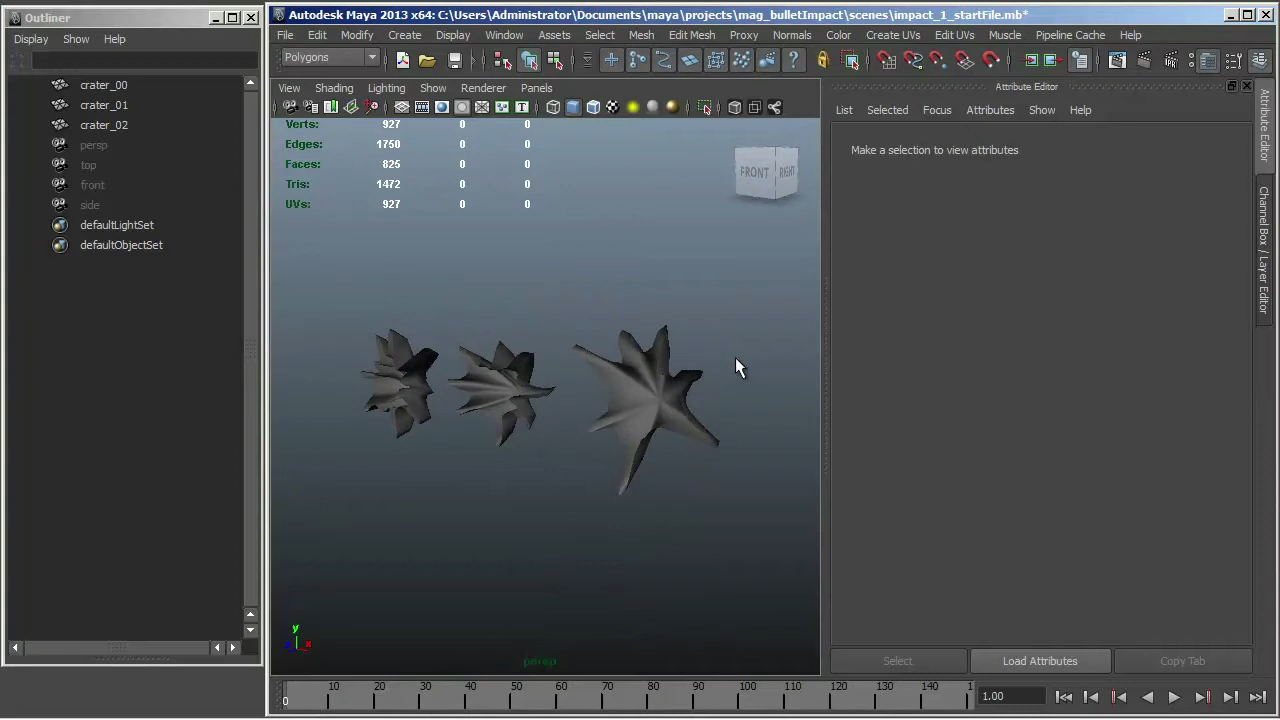 Outliner
Display Show Help
crater_00
crater_01
crater_02
persp
top
front
side
defaultLightSet
defaultObjectSet
Autodesk Maya 2013 x64: C:\Users\Administrator\Documents\maya\projects\mag_bulletImpact\scenes\impact_1_startFile.mb*
File Edit Modify Create Display Window Assets Select Mesh Edit Mesh Proxy Normals Color Create UVs Edit UVs Muscle Pipeline Cache Help
Polygons
View Shading Lighting Show Renderer Panels
Verts: 927 0 0
Edges: 1750 0 0
Faces: 825 0 0
Tris: 1472 0 0
UVs: 927 0 0
FRONT RIGHT
y
z x
persp
Attribute Editor
List Selected Focus Attributes Show Help
Make a selection to view attributes
Select Load Attributes Copy Tab
Attribute Editor
Channel Box / Layer Editor
0 10 20 30 40 50 60 70 80 90 100 110 120 130 140 1
1.00